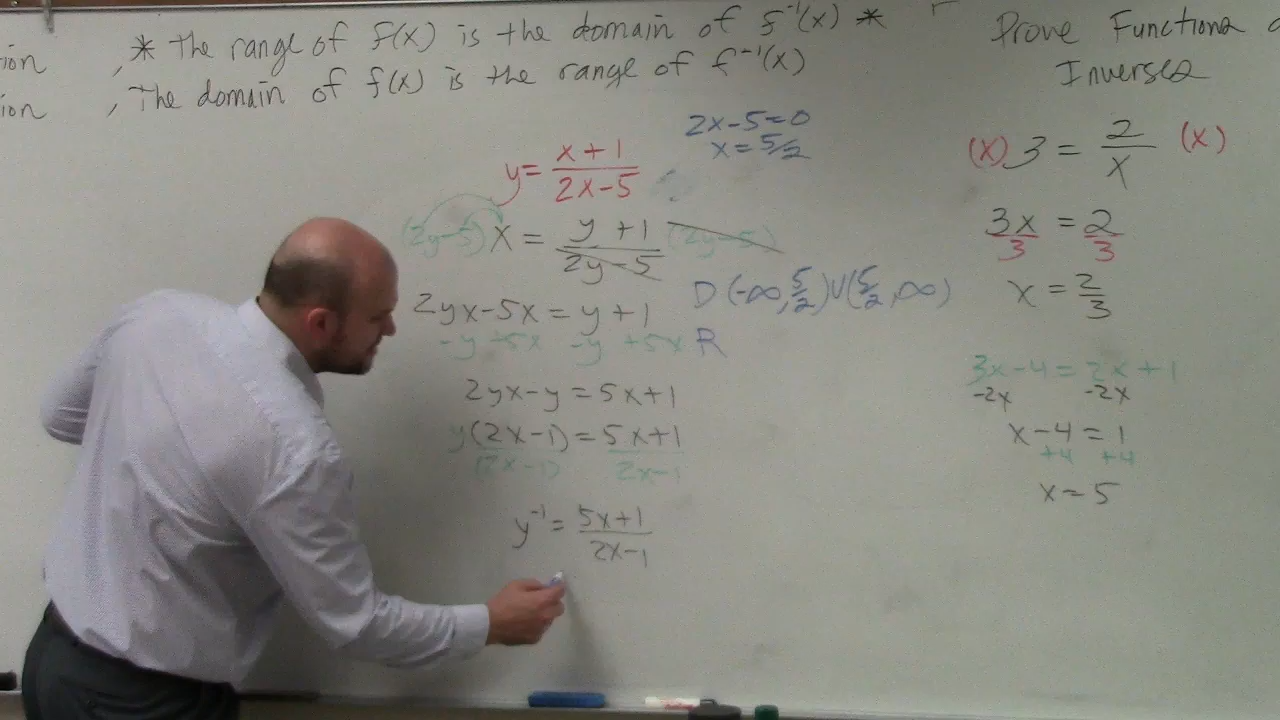 ion , * the range of f(x) is the domain of f⁻¹(x) *
ion , The domain of f(x) is the range of f⁻¹(x)
2x-5=0
x=5/2
y= x+1 / 2x-5
(2y-5) x = y+1 / 2y-5 (2y-5)
D (-∞, 5/2) U (5/2, ∞)
2yx-5x = y+1
-y +5x -y +5x R
2yx-y = 5x+1
y(2x-1) = 5x+1
(2x-1) 2x-1
y⁻¹ = 5x+1 / 2x-1
Prove Functions
Inverses
(x) 3 = 2/x (x)
3x = 2
3 3
x = 2/3
3x-4 = 2x+1
-2x -2x
x-4 = 1
+4 +4
x = 5